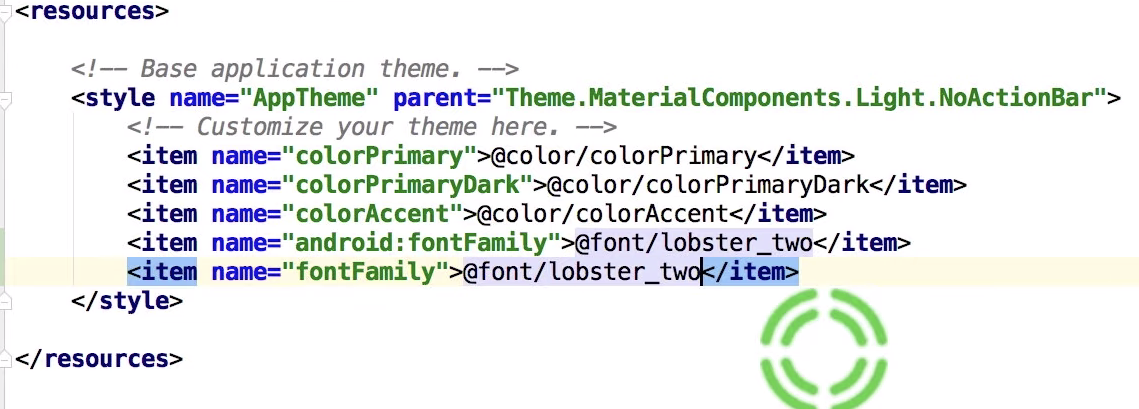 <resources>
<!-- Base application theme. -->
<style name="AppTheme" parent="Theme.MaterialComponents.Light.NoActionBar">
<!-- Customize your theme here. -->
<item name="colorPrimary">@color/colorPrimary</item>
<item name="colorPrimaryDark">@color/colorPrimaryDark</item>
<item name="colorAccent">@color/colorAccent</item>
<item name="android:fontFamily">@font/lobster_two</item>
<item name="fontFamily">@font/lobster_two</item>
</style>
</resources>